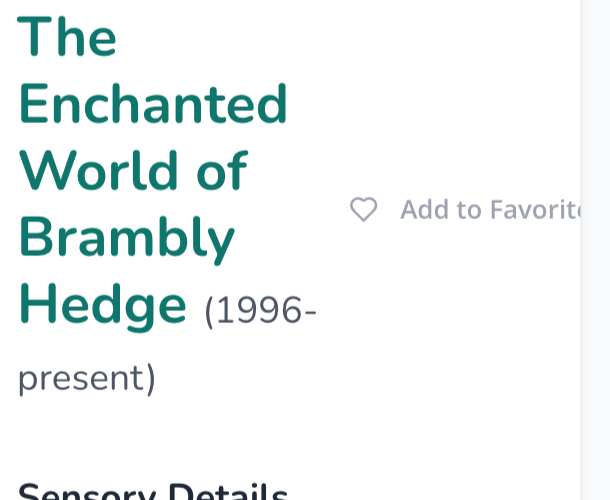 The
Enchanted
World of
Brambly
Hedge (1996-
present)
Add to Favorit
Sensory Details